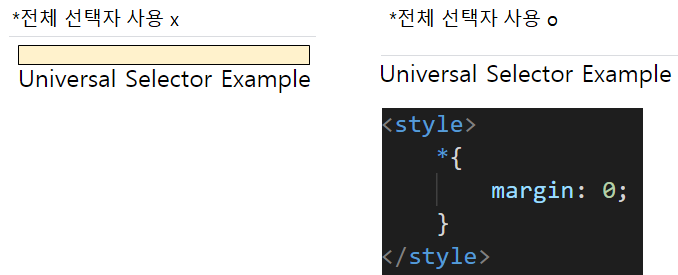 *전체 선택자 사용 x
Universal Selector Example
*전체 선택자 사용 o
Universal Selector Example
<style>
*{
margin: 0;
}
</style>